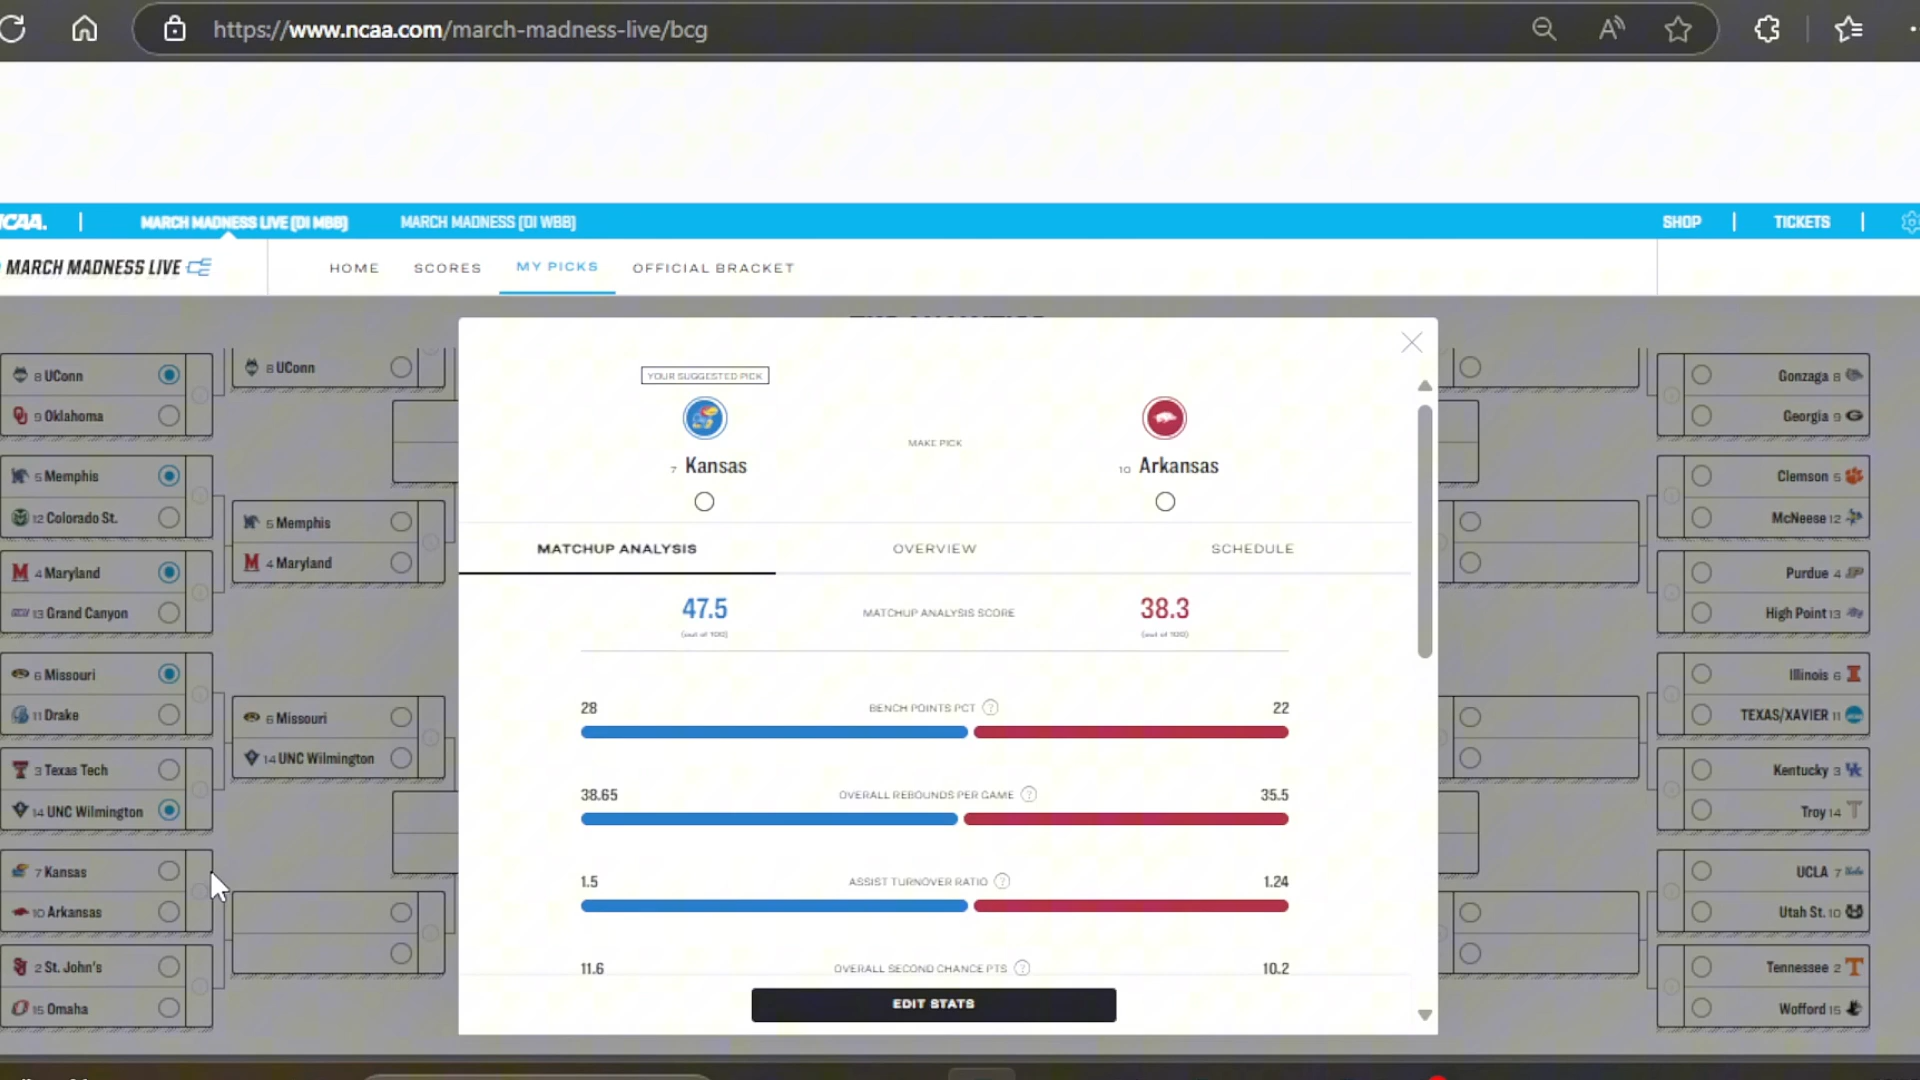 https://www.ncaa.com/march-madness-live/bcg
NCAA.
MARCH MADNESS LIVE (DI MBB)
MARCH MADNESS (DI WBB)
SHOP
TICKETS
MARCH MADNESS LIVE
HOME
SCORES
MY PICKS
OFFICIAL BRACKET
8 UConn
9 Oklahoma
5 Memphis
12 Colorado St.
4 Maryland
13 Grand Canyon
6 Missouri
11 Drake
3 Texas Tech
14 UNC Wilmington
7 Kansas
10 Arkansas
2 St. John's
15 Omaha
8 UConn
5 Memphis
4 Maryland
6 Missouri
14 UNC Wilmington
YOUR SUGGESTED PICK
7 Kansas
MAKE PICK
10 Arkansas
MATCHUP ANALYSIS
OVERVIEW
SCHEDULE
47.5
(out of 100)
MATCHUP ANALYSIS SCORE
38.3
(out of 100)
28
BENCH POINTS PCT ?
22
38.65
OVERALL REBOUNDS PER GAME ?
35.5
1.5
ASSIST TURNOVER RATIO ?
1.24
11.6
OVERALL SECOND CHANCE PTS ?
10.2
EDIT STATS
Gonzaga 8
Georgia 9
Clemson 5
McNeese 12
Purdue 4
High Point 13
Illinois 6
TEXAS/XAVIER 11
Kentucky 3
Troy 14
UCLA 7
Utah St. 10
Tennessee 2
Wofford 15